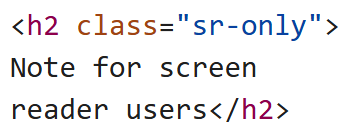 <h2 class="sr-only">
Note for screen
reader users</h2>